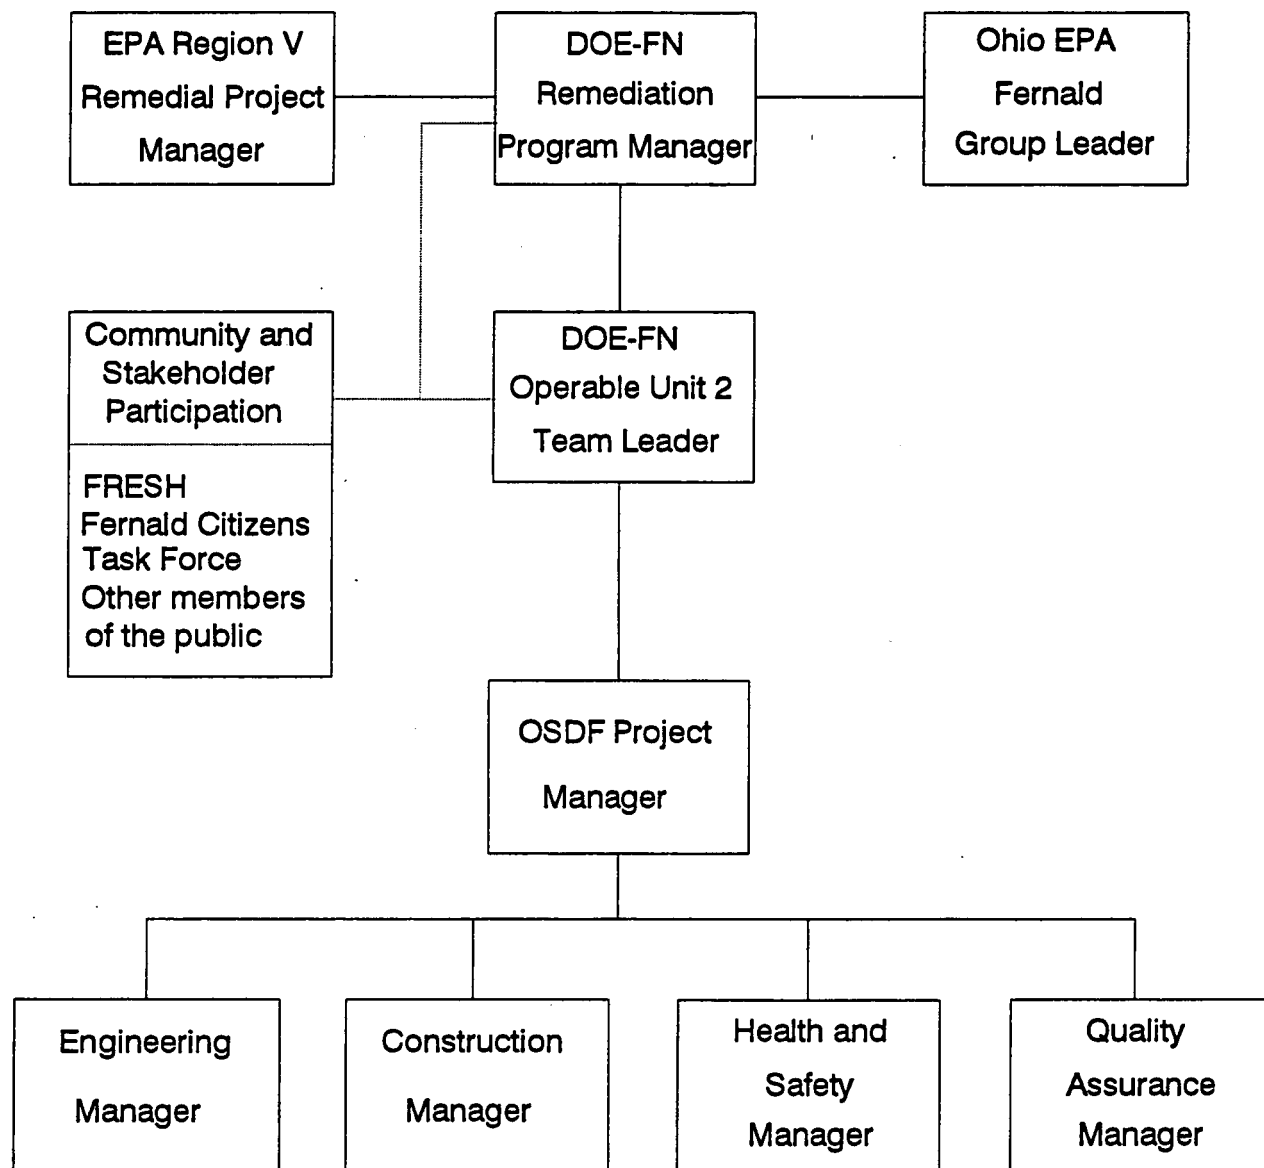 EPA Region V
Remedial Project
Manager
DOE-FN
Remediation
Program Manager
Ohio EPA
Fernald
Group Leader
Community and
Stakeholder
Participation
FRESH
Fernald Citizens
Task Force
Other members
of the public
DOE-FN
Operable Unit 2
Team Leader
OSDF Project
Manager
Engineering
Manager
Construction
Manager
Health and
Safety
Manager
Quality
Assurance
Manager